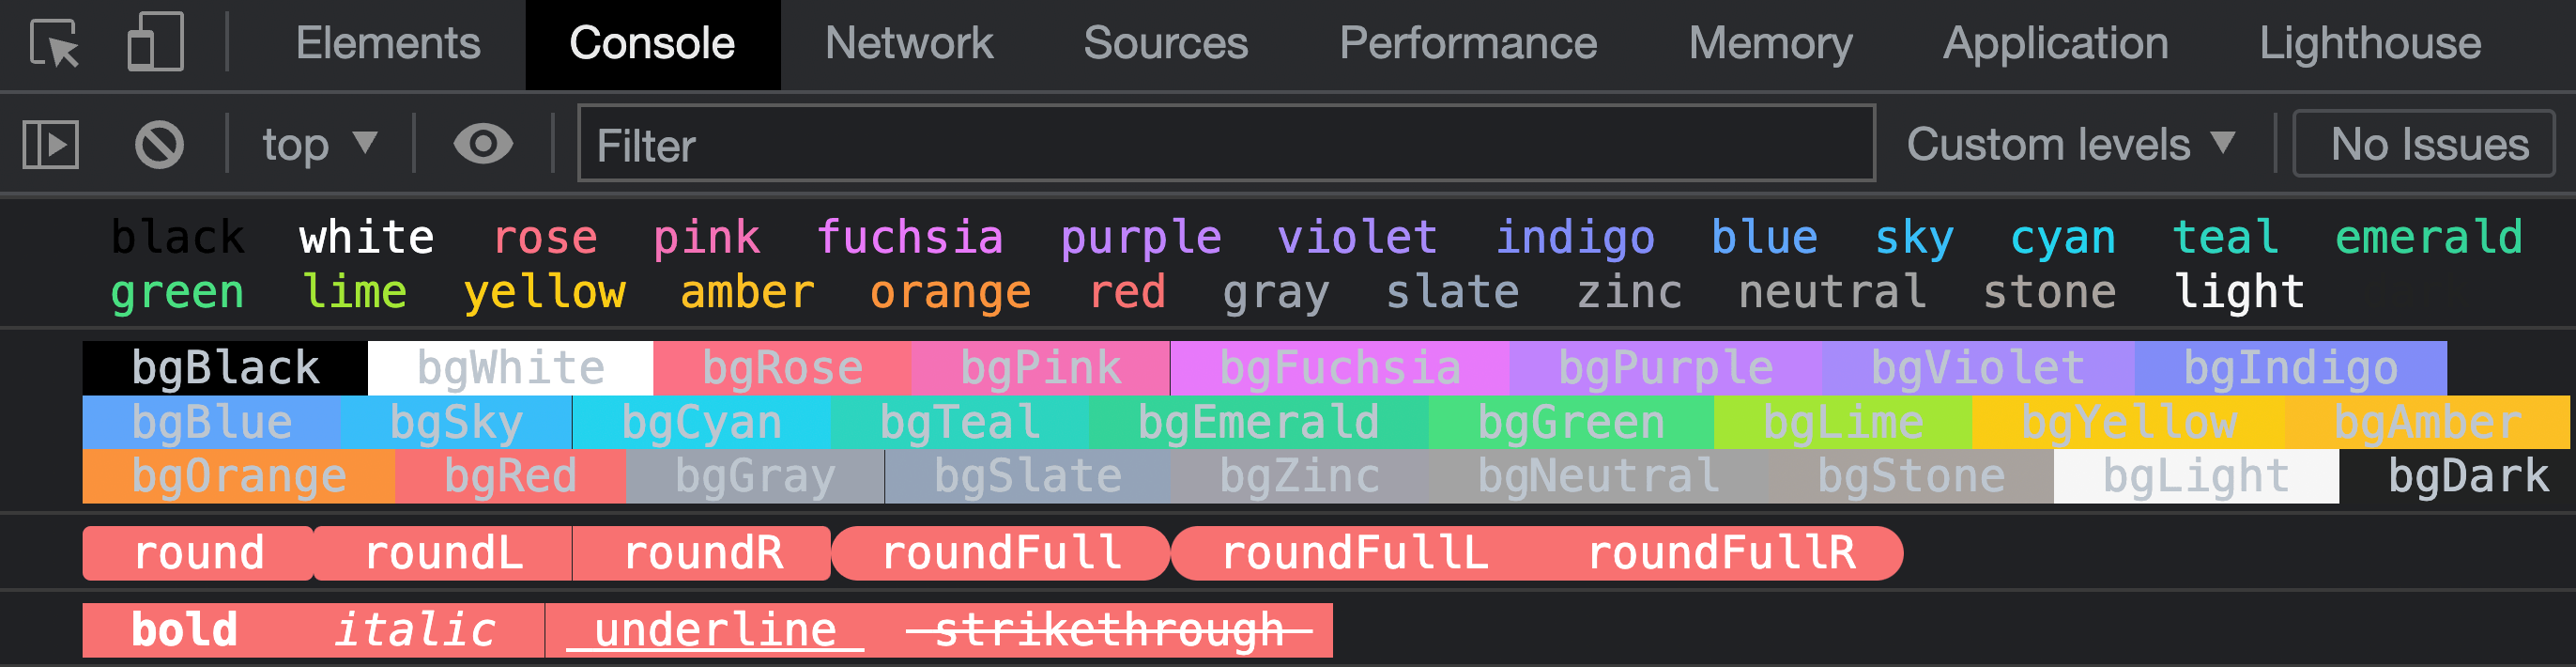 Elements Console Network Sources Performance Memory Application Lighthouse
top Filter Custom levels No Issues
black white rose pink fuchsia purple violet indigo blue sky cyan teal emerald
green lime yellow amber orange red gray slate zinc neutral stone light
bgBlack bgWhite bgRose bgPink bgFuchsia bgPurple bgViolet bgIndigo
bgBlue bgSky bgCyan bgTeal bgEmerald bgGreen bgLime bgYellow bgAmber
bgOrange bgRed bgGray bgSlate bgZinc bgNeutral bgStone bgLight bgDark
round roundL roundR roundFull roundFullL roundFullR
bold italic underline strikethrough